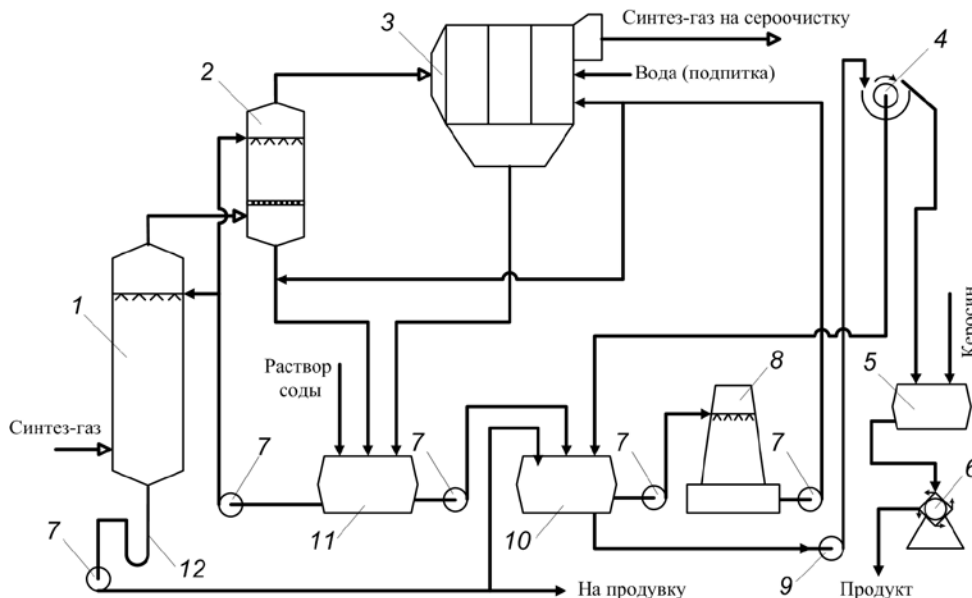 Синтез-газ на сероочистку
3
4
2
Вода (подпитка)
1
Керосин
Раствор
соды
8
5
Синтез-газ
7
7
7
7
6
11
10
7
12
9
На продувку
Продукт